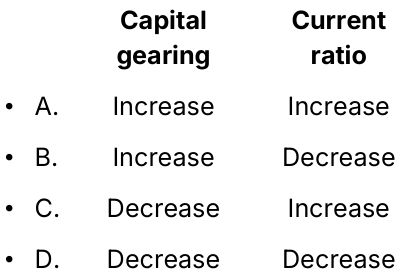 Capital Current
gearing ratio
• A. Increase Increase
• B. Increase Decrease
• C. Decrease Increase
• D. Decrease Decrease